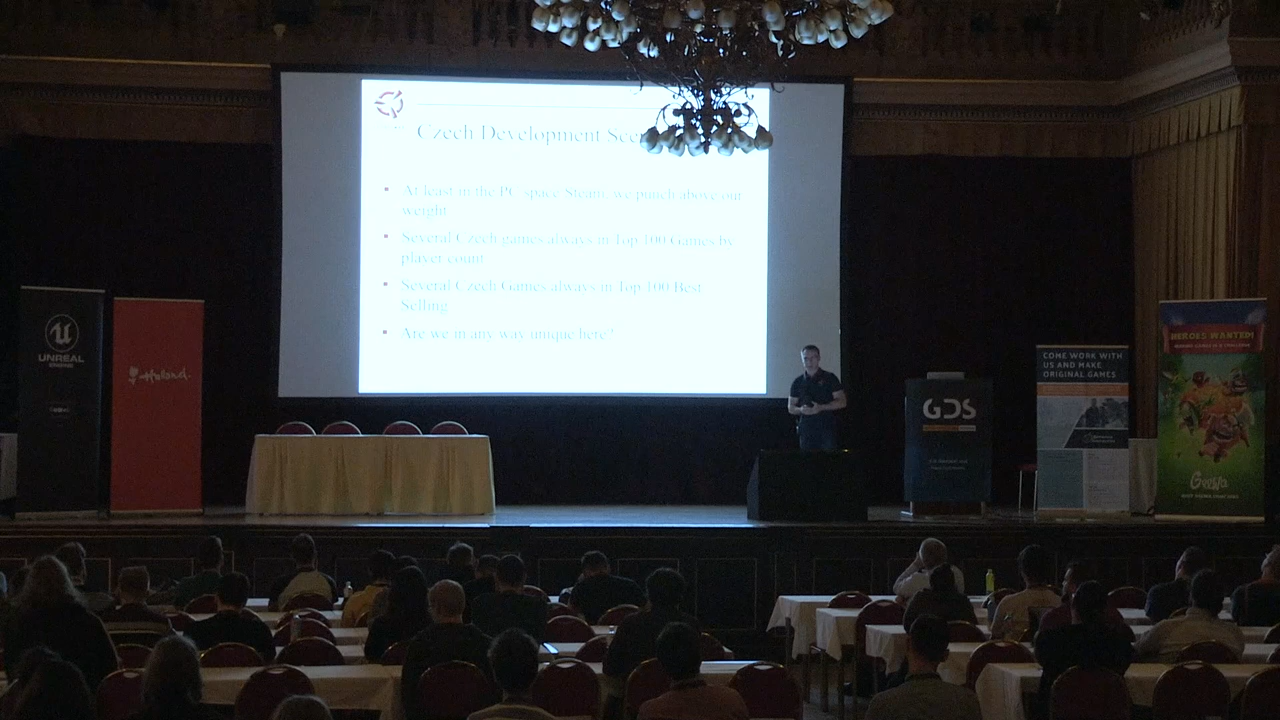 Czech Development
At least in the PC space Steam, we punch above our
weight
Several Czech games always in Top 100 Games by
player count
Several Czech Games always in Top 100 Best
Selling
Are we in any way unique here?
UNREAL
ENGINE
Holland.
GDS
COME WORK WITH
US AND MAKE
ORIGINAL GAMES
HEROES WANTED!
Geewa